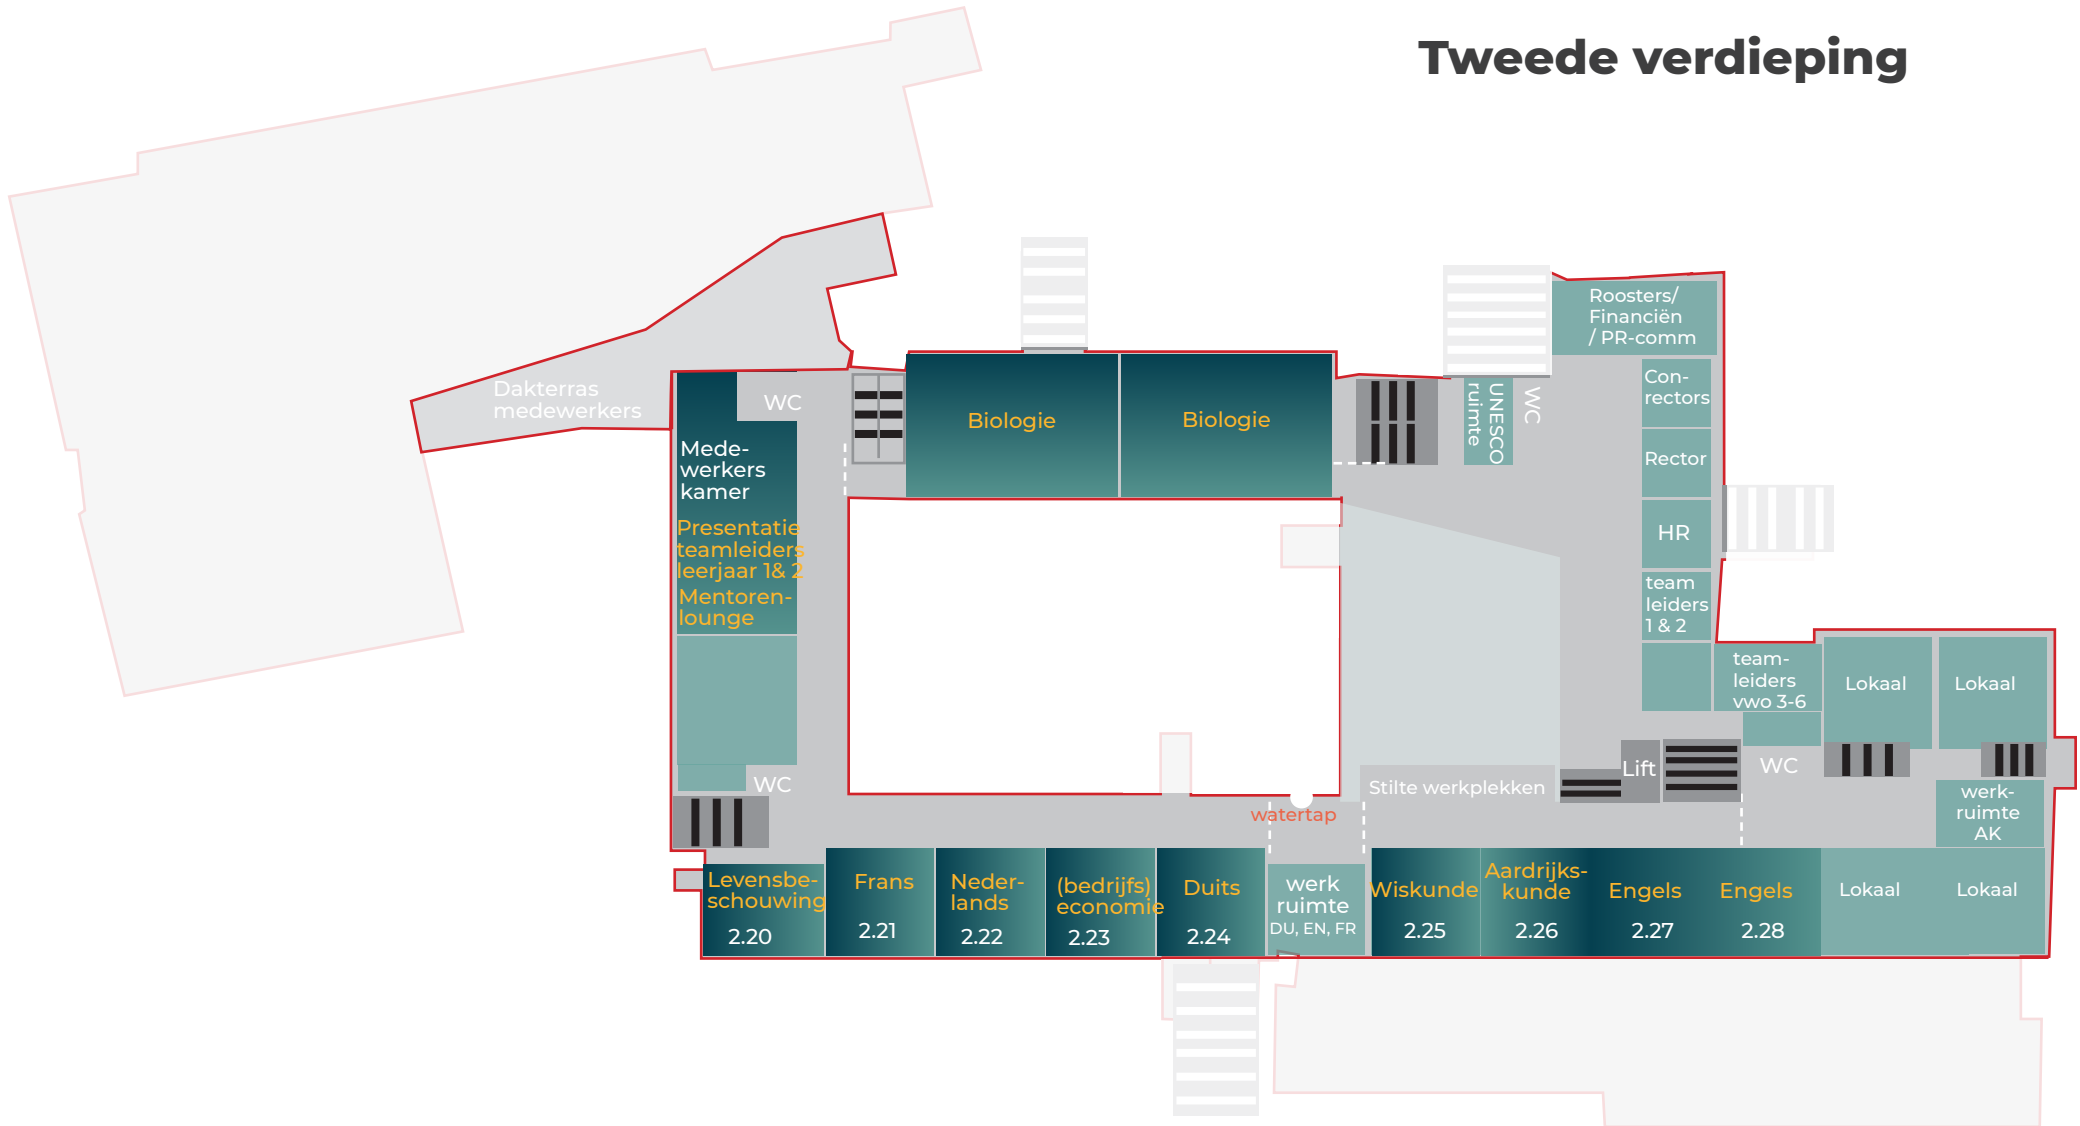 Tweede verdieping
Roosters/
Financiën
/ PR-comm
Dakterras
medewerkers
WC
Biologie
Biologie
UNESCO
ruimte
WC
Con-
rectors
Mede-
werkers
kamer
Rector
Presentatie
teamleiders
leerjaar 1& 2
HR
Mentoren-
lounge
team
leiders
1 & 2
team-
leiders
vwo 3-6
Lokaal
Lokaal
WC
Stilte werkplekken
Lift
WC
watertap
werk-
ruimte
AK
Levensbe-
schouwing
2.20
Frans
2.21
Neder-
lands
2.22
(bedrijfs)
economie
2.23
Duits
2.24
werk
ruimte
DU, EN, FR
Wiskunde
2.25
Aardrijks-
kunde
2.26
Engels
2.27
Engels
2.28
Lokaal
Lokaal